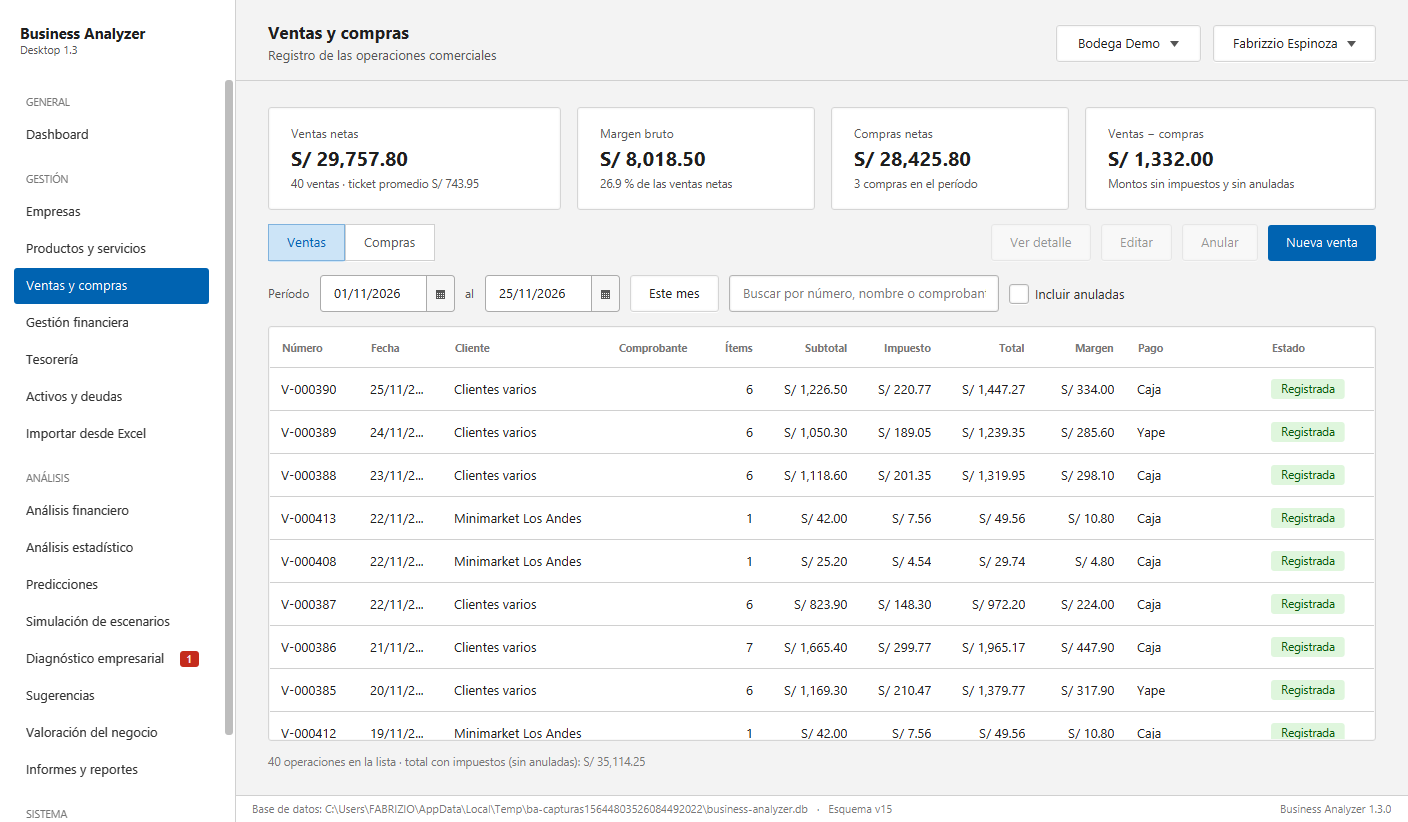 Business Analyzer
Desktop 1.3
GENERAL
Dashboard
GESTIÓN
Empresas
Productos y servicios
Ventas y compras
Gestión financiera
Tesorería
Activos y deudas
Importar desde Excel
ANÁLISIS
Análisis financiero
Análisis estadístico
Predicciones
Simulación de escenarios
Diagnóstico empresarial 1
Sugerencias
Valoración del negocio
Informes y reportes
SISTEMA
Ventas y compras
Registro de las operaciones comerciales
Bodega Demo
Fabrizzio Espinoza
Ventas netas
S/ 29,757.80
40 ventas · ticket promedio S/ 743.95
Margen bruto
S/ 8,018.50
26.9 % de las ventas netas
Compras netas
S/ 28,425.80
3 compras en el período
Ventas − compras
S/ 1,332.00
Montos sin impuestos y sin anuladas
Ventas Compras Ver detalle Editar Anular Nueva venta
Período 01/11/2026 al 25/11/2026 Este mes Buscar por número, nombre o comproban Incluir anuladas
Número Fecha Cliente Comprobante Ítems Subtotal Impuesto Total Margen Pago Estado
V-000390 25/11/2... Clientes varios 6 S/ 1,226.50 S/ 220.77 S/ 1,447.27 S/ 334.00 Caja Registrada
V-000389 24/11/2... Clientes varios 6 S/ 1,050.30 S/ 189.05 S/ 1,239.35 S/ 285.60 Yape Registrada
V-000388 23/11/2... Clientes varios 6 S/ 1,118.60 S/ 201.35 S/ 1,319.95 S/ 298.10 Caja Registrada
V-000413 22/11/2... Minimarket Los Andes 1 S/ 42.00 S/ 7.56 S/ 49.56 S/ 10.80 Caja Registrada
V-000408 22/11/2... Minimarket Los Andes 1 S/ 25.20 S/ 4.54 S/ 29.74 S/ 4.80 Caja Registrada
V-000387 22/11/2... Clientes varios 6 S/ 823.90 S/ 148.30 S/ 972.20 S/ 224.00 Caja Registrada
V-000386 21/11/2... Clientes varios 7 S/ 1,665.40 S/ 299.77 S/ 1,965.17 S/ 447.90 Caja Registrada
V-000385 20/11/2... Clientes varios 6 S/ 1,169.30 S/ 210.47 S/ 1,379.77 S/ 317.90 Yape Registrada
V-000412 19/11/2... Minimarket Los Andes 1 S/ 42.00 S/ 7.56 S/ 49.56 S/ 10.80 Caja Registrada
40 operaciones en la lista · total con impuestos (sin anuladas): S/ 35,114.25
Base de datos: C:\Users\FABRIZIO\AppData\Local\Temp\ba-capturas15644803526084492022\business-analyzer.db · Esquema v15
Business Analyzer 1.3.0